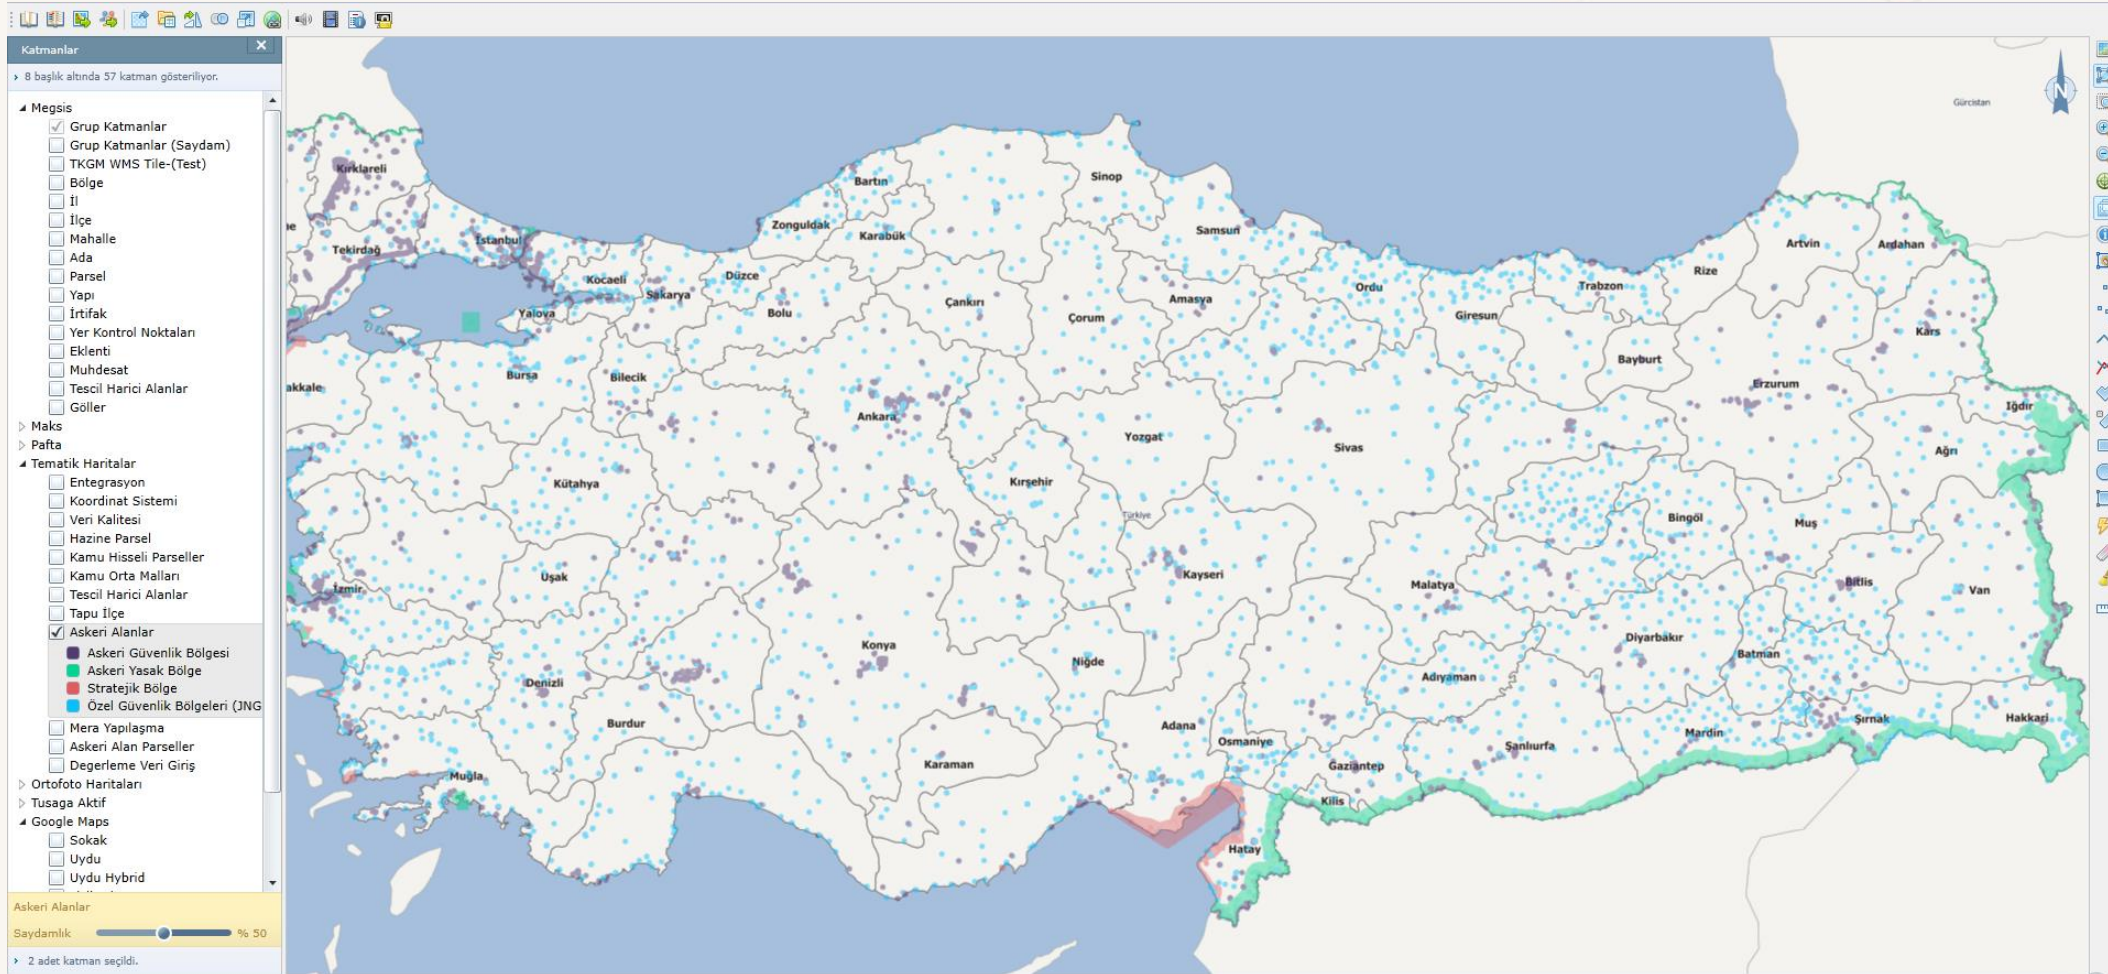 Katmanlar
8 başlık altında 57 katman gösteriliyor.
Megsis
Grup Katmanlar
Grup Katmanlar (Saydam)
TKGM WMS Tile-(Test)
Bölge
İl
İlçe
Mahalle
Ada
Parsel
Yapı
İrtifak
Yer Kontrol Noktaları
Eklenti
Muhdesat
Tescil Harici Alanlar
Göller
Maks
Pafta
Tematik Haritalar
Entegrasyon
Koordinat Sistemi
Veri Kalitesi
Hazine Parsel
Kamu Hisseli Parseller
Kamu Orta Malları
Tescil Harici Alanlar
Tapu İlçe
Askeri Alanlar
Askeri Güvenlik Bölgesi
Askeri Yasak Bölge
Stratejik Bölge
Özel Güvenlik Bölgeleri (JNG
Mera Yapılaşma
Askeri Alan Parseller
Degerleme Veri Giriş
Ortofoto Haritaları
Tusaga Aktif
Google Maps
Sokak
Uydu
Uydu Hybrid
Askeri Alanlar
Saydamlık % 50
2 adet katman seçildi.
N
Gürcistan
Kırklareli
Sinop
Bartın
Zonguldak
Karabük
Samsun
ne
Tekirdağ
İstanbul
Artvin
Ardahan
Kocaeli
Sakarya
Düzce
Rize
Trabzon
Ordu
Yalova
Bolu
Çankırı
Çorum
Amasya
Giresun
Kars
Bayburt
akkale
Bursa
Bilecik
Erzurum
Iğdır
Ankara
Yozgat
Sivas
Ağrı
Kütahya
Kırşehir
Türkiye
Bingöl
Muş
Uşak
Kayseri
Malatya
Bitlis
Van
İzmir
Konya
Niğde
Diyarbakır
Batman
Denizli
Adıyaman
Burdur
Adana
Osmaniye
Şanlıurfa
Mardin
Şırnak
Hakkari
Muğla
Karaman
Gaziantep
Kilis
Hatay